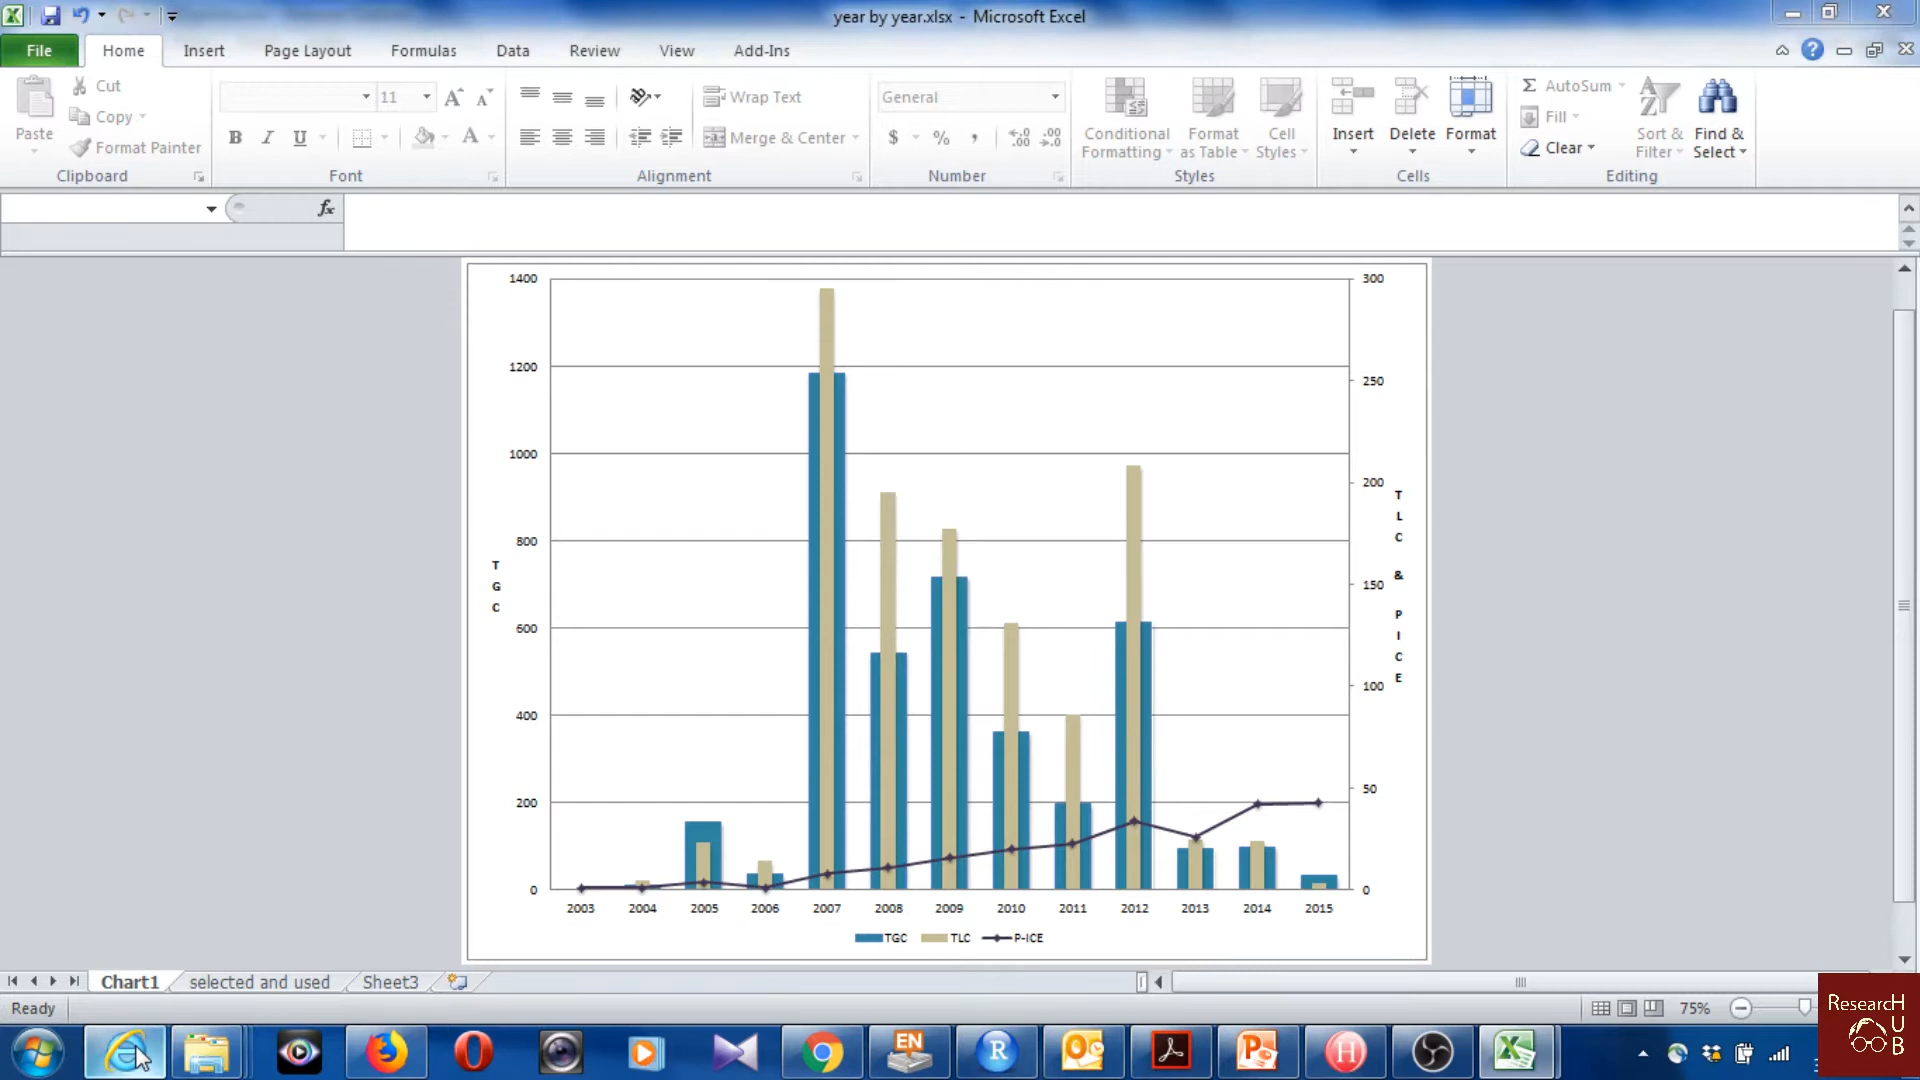 year by year.xlsx - Microsoft Excel
File Home Insert Page Layout Formulas Data Review View Add-Ins
Paste
Cut
Copy
Format Painter
Clipboard
11
B I U
A
Font
Wrap Text
Merge & Center
Alignment
General
$ % ,
Number
Conditional Formatting
Format as Table
Cell Styles
Styles
Insert
Delete
Format
Cells
Σ AutoSum
Fill
Clear
Sort & Filter
Find & Select
Editing
fx
1400
1200
1000
800
600
400
200
0
TGC
300
250
200
150
100
50
0
TLC & PICE
2003 2004 2005 2006 2007 2008 2009 2010 2011 2012 2013 2014 2015
TGC TLC P-ICE
Chart1 selected and used Sheet3
Ready
75%
EN
ResearcH
U
B